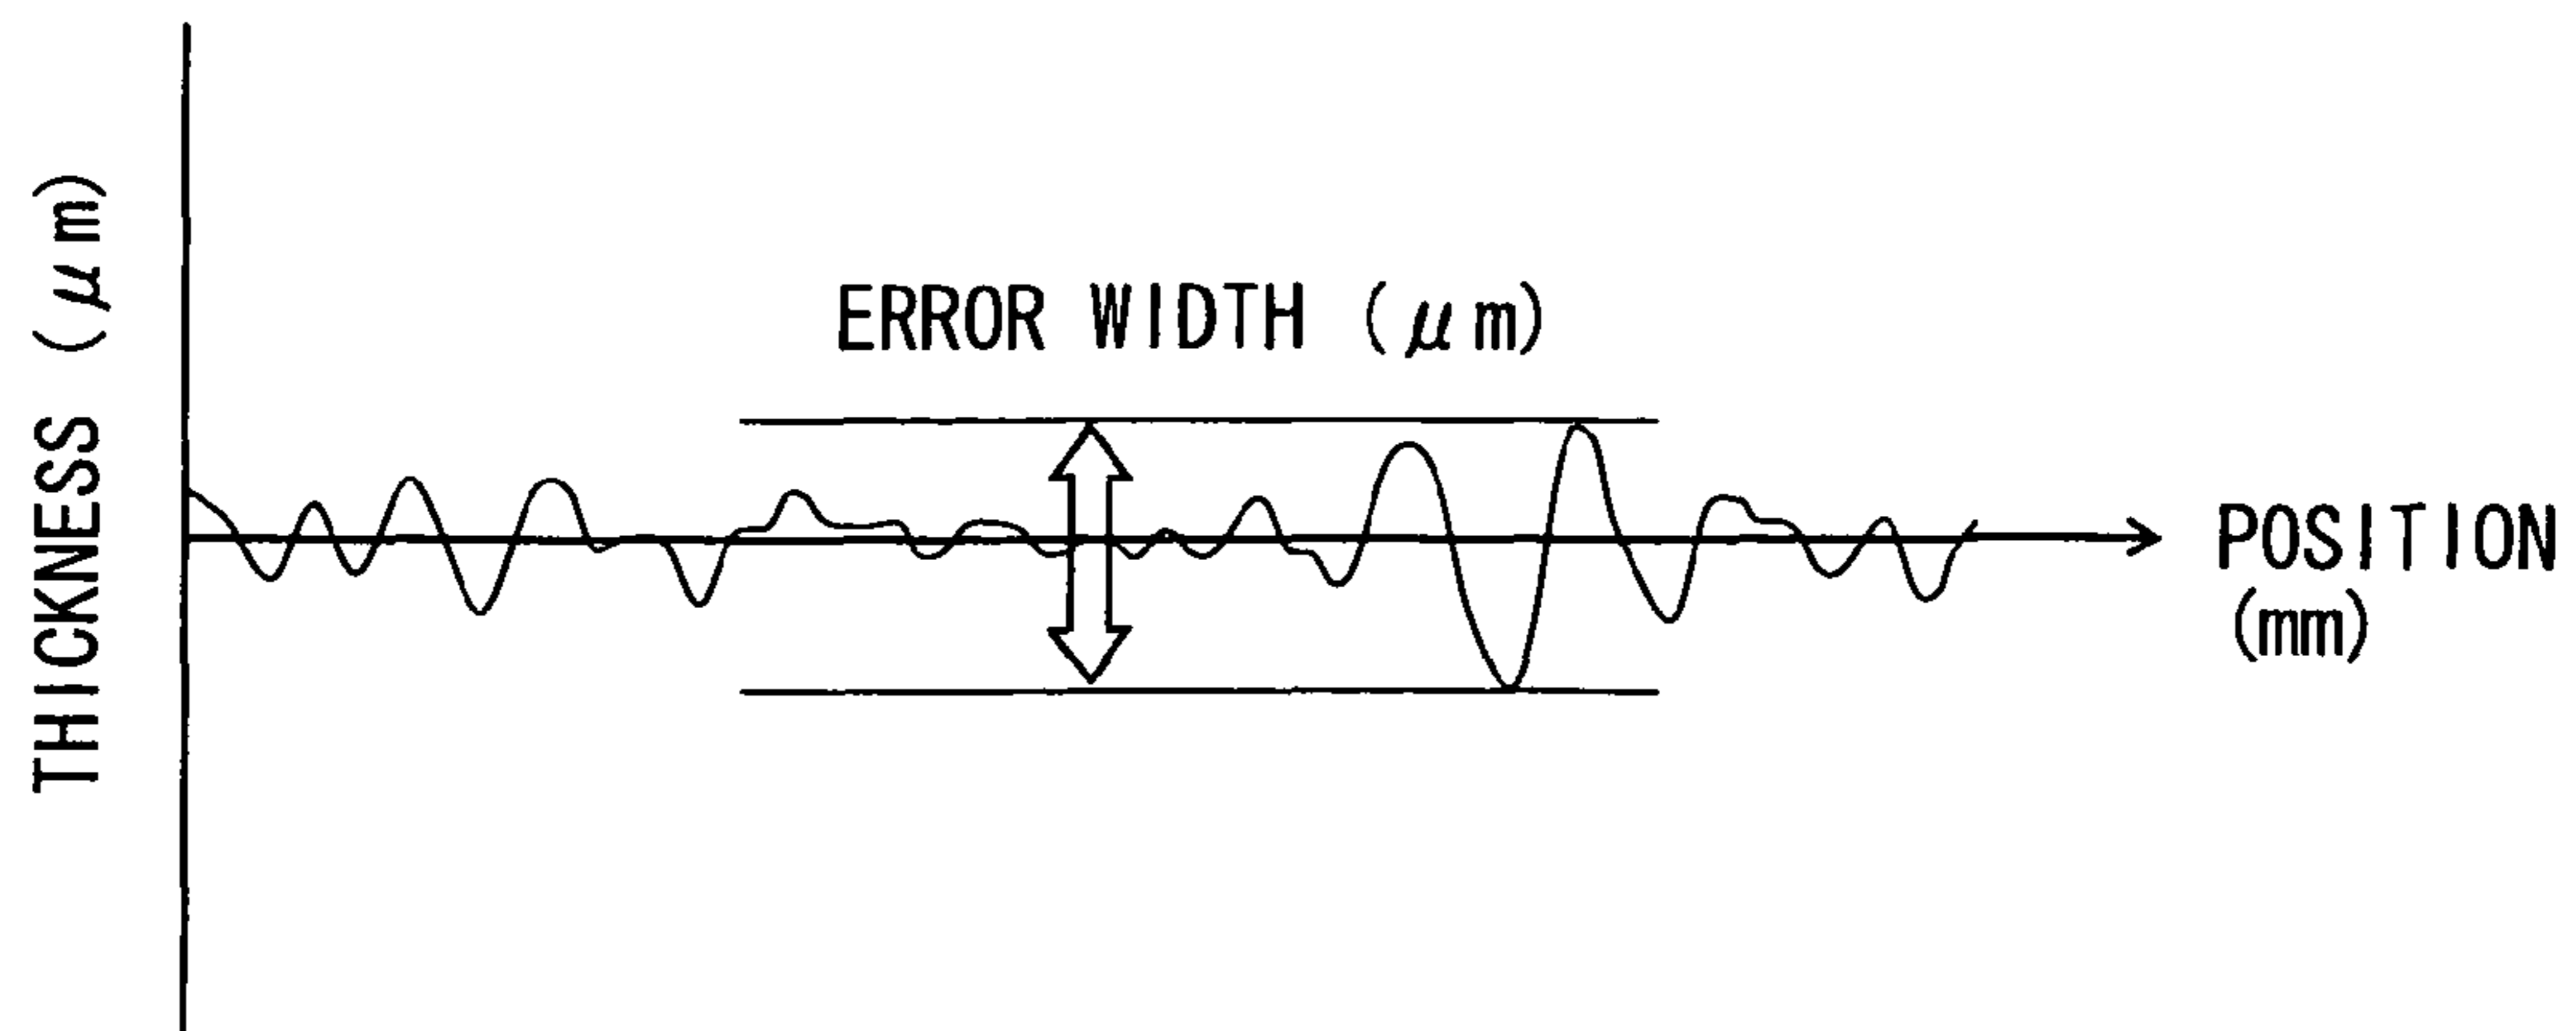 THICKNESS (μm)
ERROR WIDTH (μm)
POSITION
(mm)